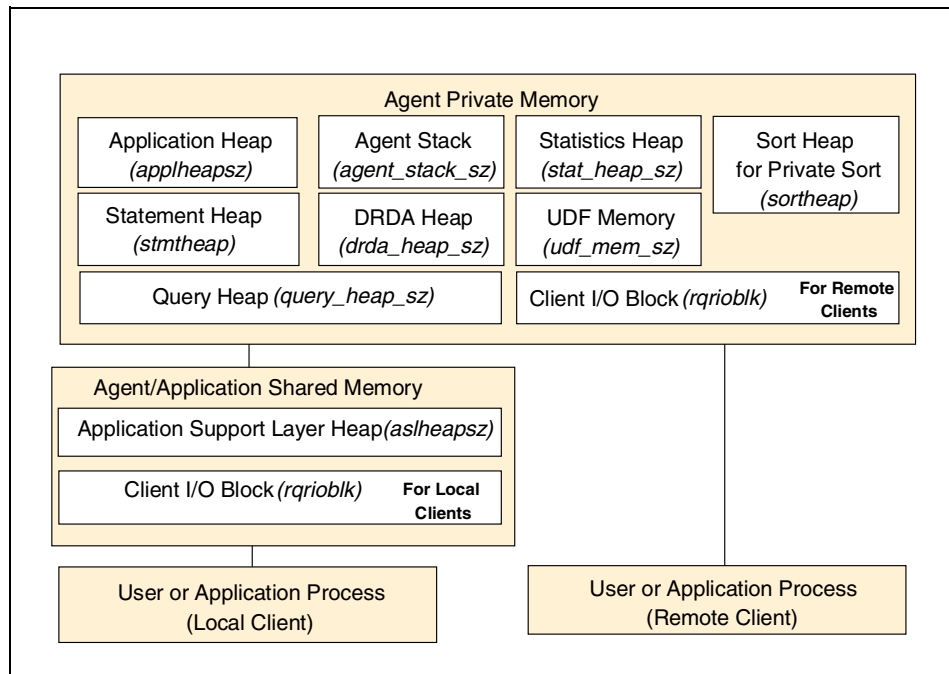 Agent Private Memory
Application Heap
(applheapsz)
Agent Stack
(agent_stack_sz)
Statistics Heap
(stat_heap_sz)
Sort Heap
for Private Sort
(sortheap)
Statement Heap
(stmtheap)
DRDA Heap
(drda_heap_sz)
UDF Memory
(udf_mem_sz)
Query Heap (query_heap_sz)
Client I/O Block (rqrioblk)
For Remote
Clients
Agent/Application Shared Memory
Application Support Layer Heap(aslheapsz)
Client I/O Block (rqrioblk)
For Local
Clients
User or Application Process
(Local Client)
User or Application Process
(Remote Client)